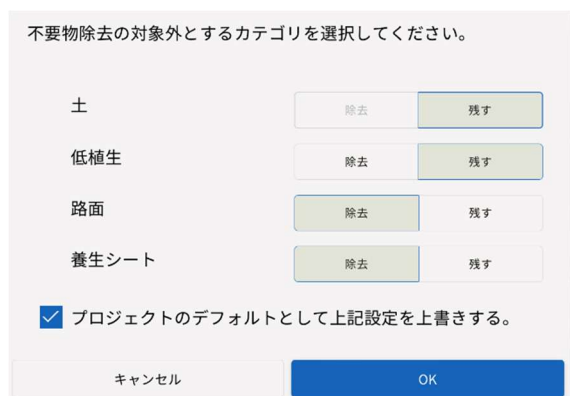 不要物除去の対象外とするカテゴリを選択してください。
土 除去 残す
低植生 除去 残す
路面 除去 残す
養生シート 除去 残す
プロジェクトのデフォルトとして上記設定を上書きする。
キャンセル OK